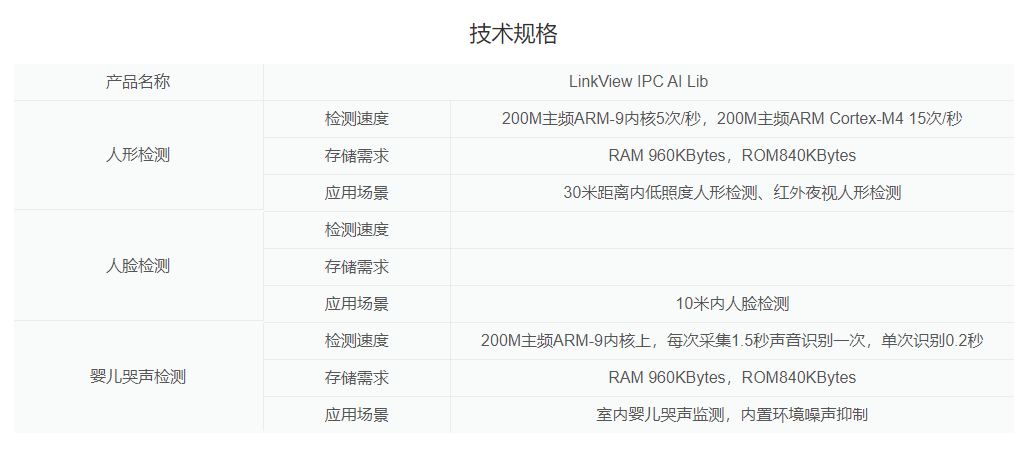 技术规格
产品名称 LinkView IPC AI Lib
人形检测
检测速度 200M主频ARM-9内核5次/秒，200M主频ARM Cortex-M4 15次/秒
存储需求 RAM 960KBytes，ROM840KBytes
应用场景 30米距离内低照度人形检测、红外夜视人形检测
人脸检测
检测速度
存储需求
应用场景 10米内人脸检测
婴儿哭声检测
检测速度 200M主频ARM-9内核上，每次采集1.5秒声音识别一次，单次识别0.2秒
存储需求 RAM 960KBytes，ROM840KBytes
应用场景 室内婴儿哭声监测，内置环境噪声抑制